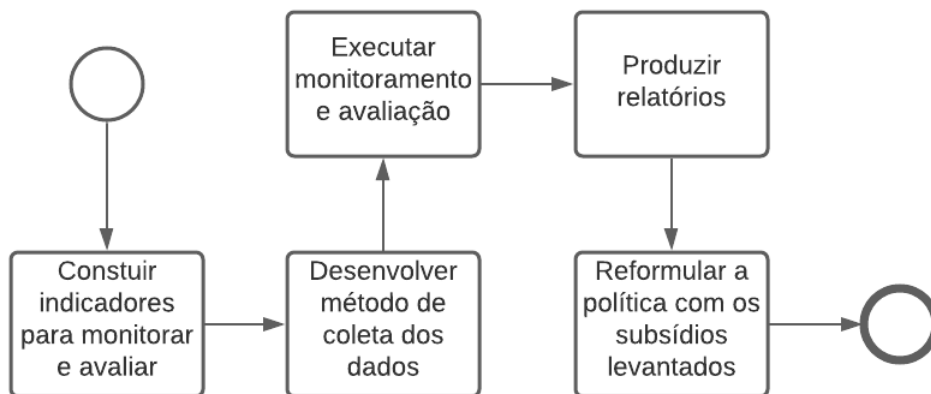 Constuir
indicadores
para monitorar
e avaliar
Desenvolver
método de
coleta dos
dados
Executar
monitoramento
e avaliação
Produzir
relatórios
Reformular a
política com os
subsídios
levantados